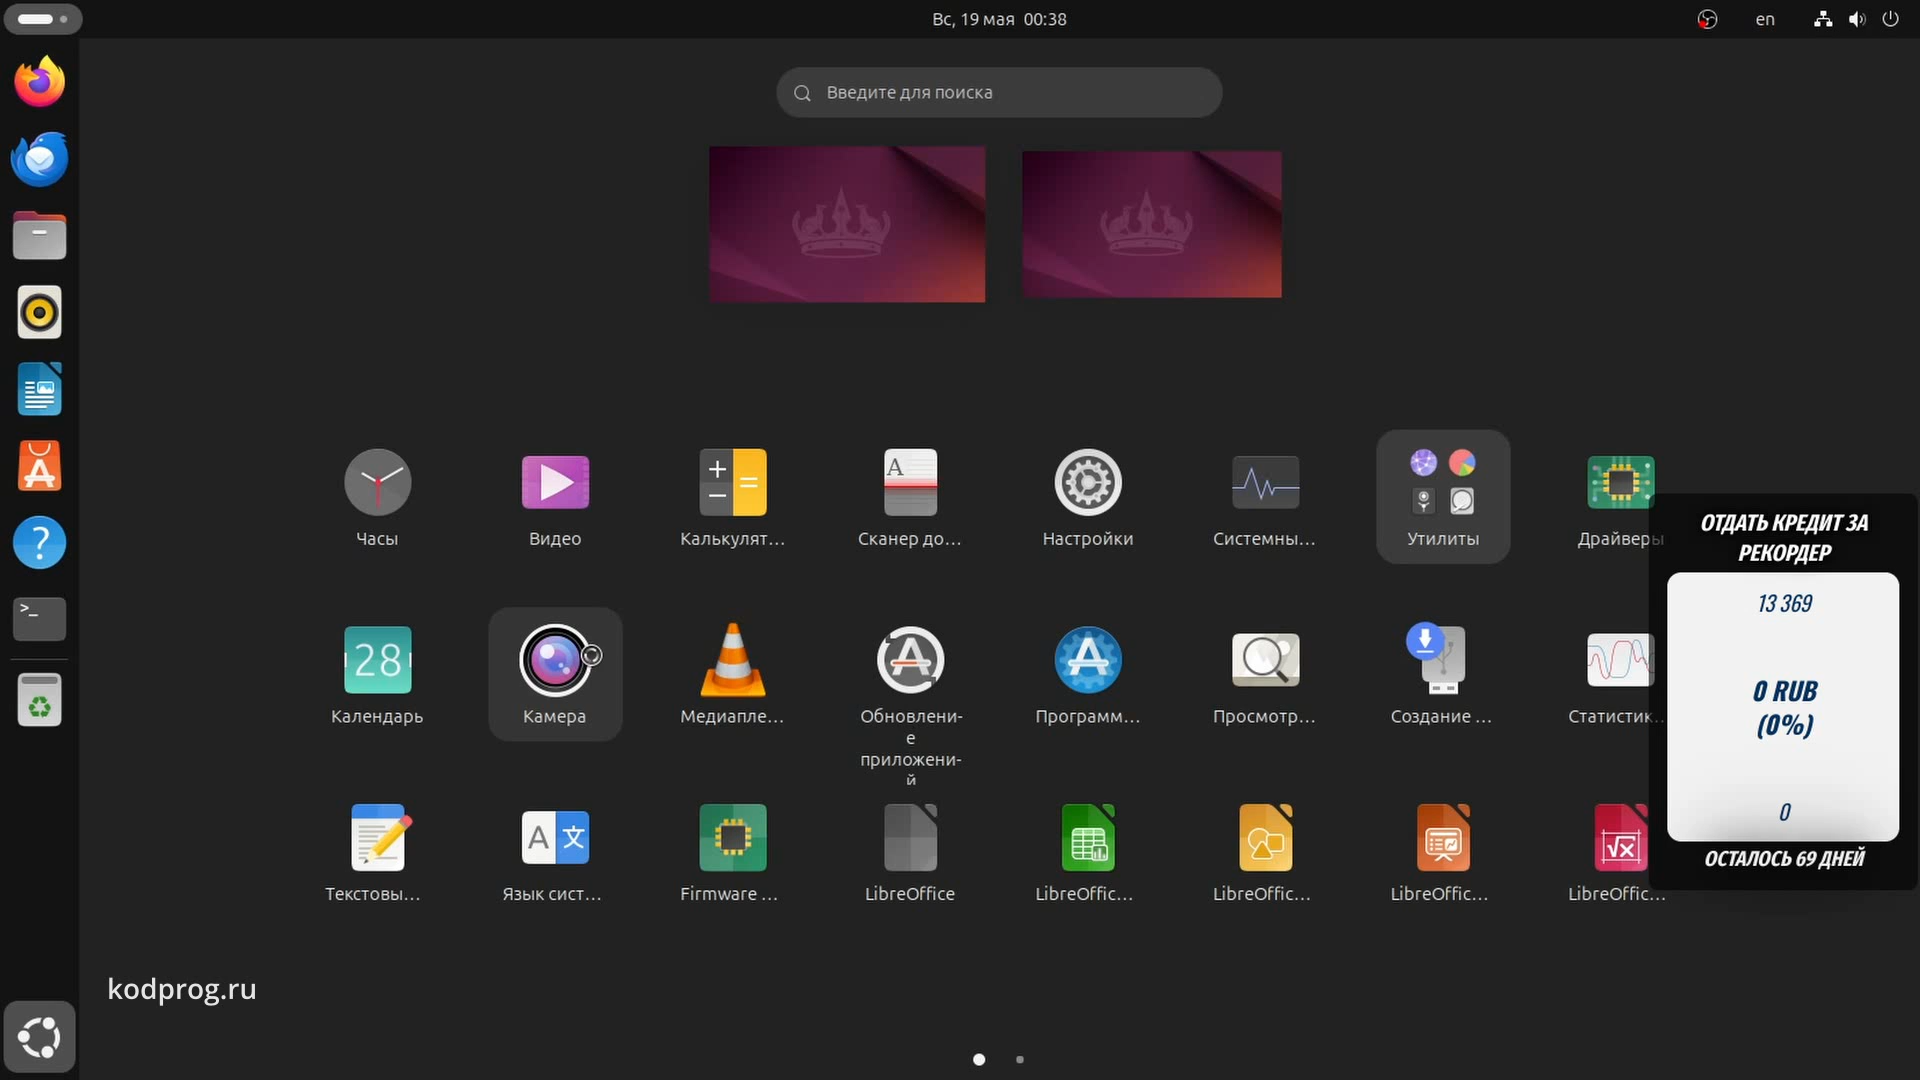 Вс, 19 мая 00:38
en
Введите для поиска
Часы
Видео
Калькулят...
Сканер до...
Настройки
Системны...
Утилиты
Драйверы
Календарь
Камера
Медиапле...
Обновлени-
е
приложени-
й
Программ...
Просмотр...
Создание ...
Статистик...
28
Текстовы...
Язык сист...
Firmware ...
LibreOffice
LibreOffic...
LibreOffic...
LibreOffic...
LibreOffic...
ОТДАТЬ КРЕДИТ ЗА
РЕКОРДЕР
13 369
0 RUB
(0%)
0
ОСТАЛОСЬ 69 ДНЕЙ
kodprog.ru